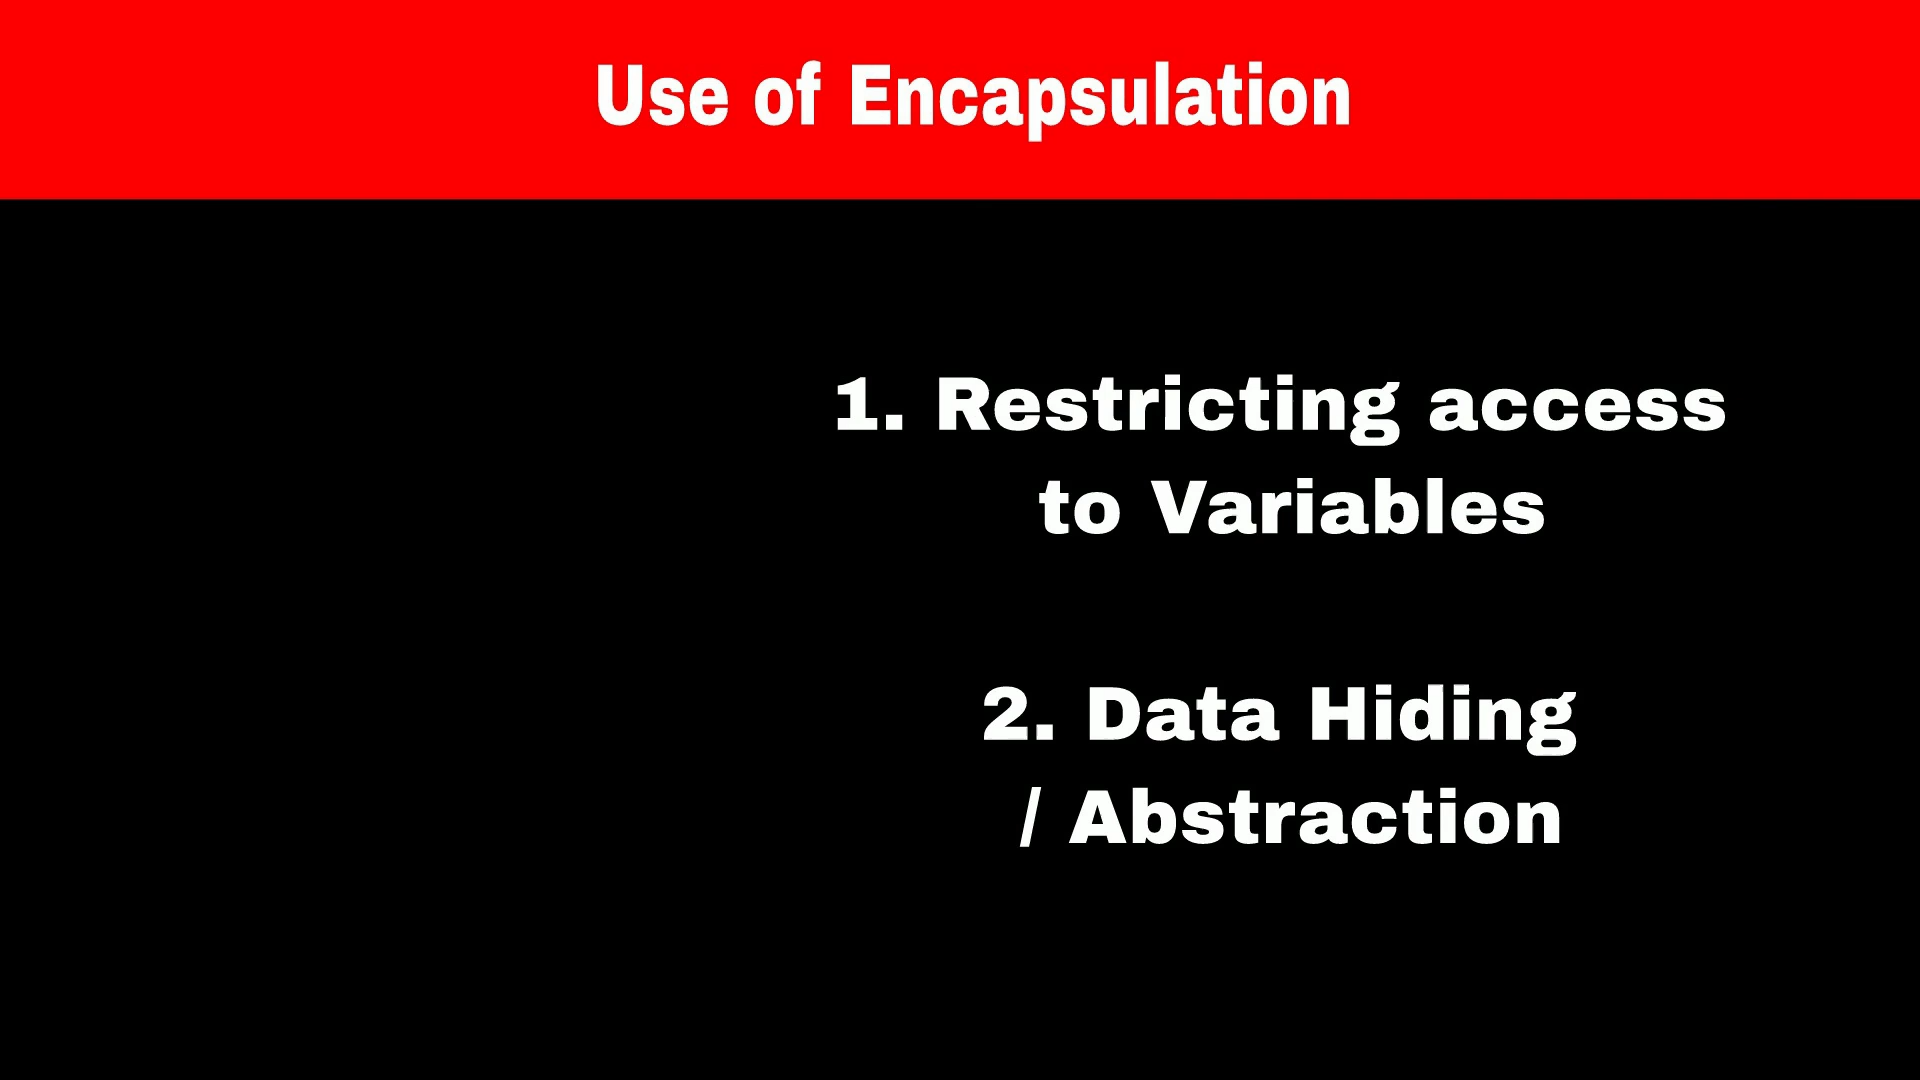 Use of Encapsulation
1. Restricting access
to Variables
2. Data Hiding
/ Abstraction